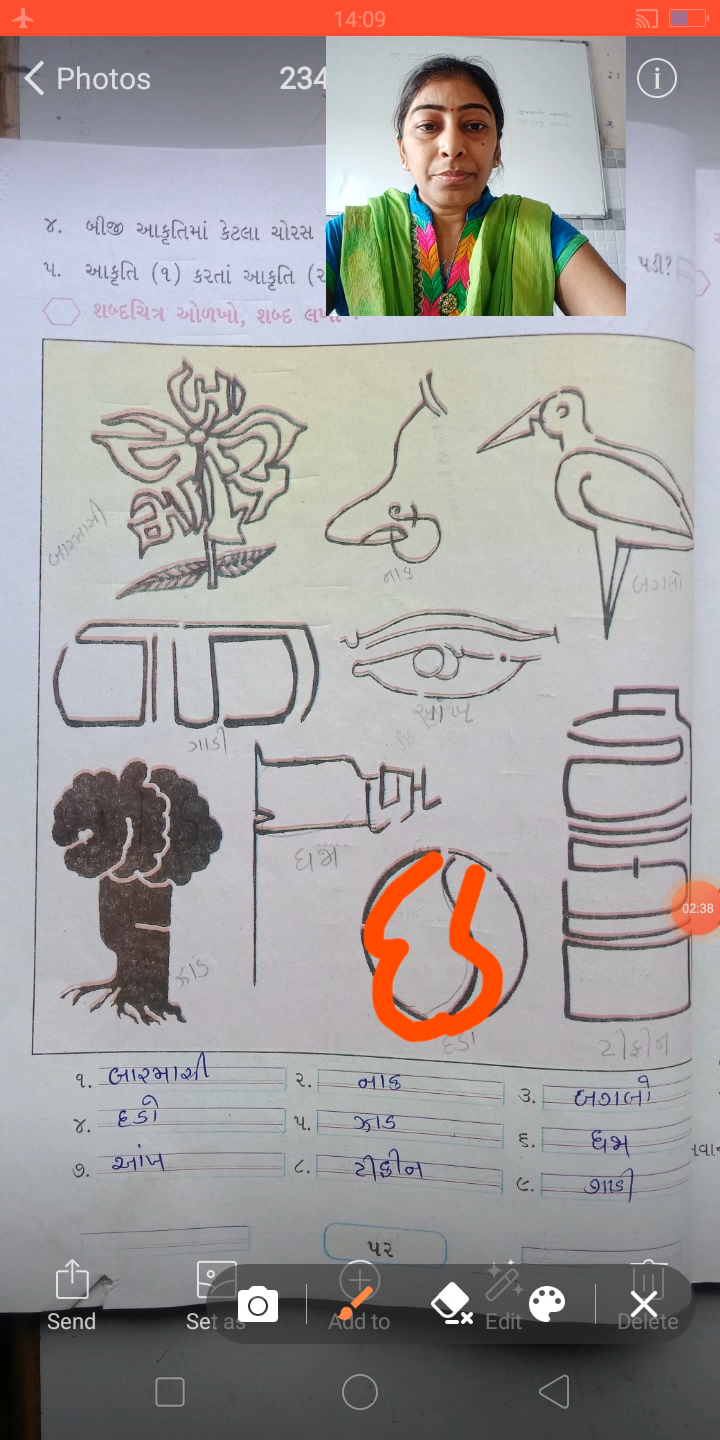 14:09
Photos
234
૪. બીજી આકૃતિમાં કેટલા ચોરસ
૫. આકૃતિ (૧) કરતાં આકૃતિ (૨
પડી?
શબ્દચિત્ર ઓળખો, શબ્દ લખો :
બારમાસી
નાક
બગલો
ગાડી
આંખ
ધજા
ઝાડ
દડો
ટીફીન
02:38
૧. બારમાસી
૨. નાક
૩. બગલો
૪. દડો
૫. ઝાડ
૬. ધજા
૭. આંખ
૮. ટીફીન
૯. ગાડી
૫૨
Send
Set as
Add to
Edit
Delete